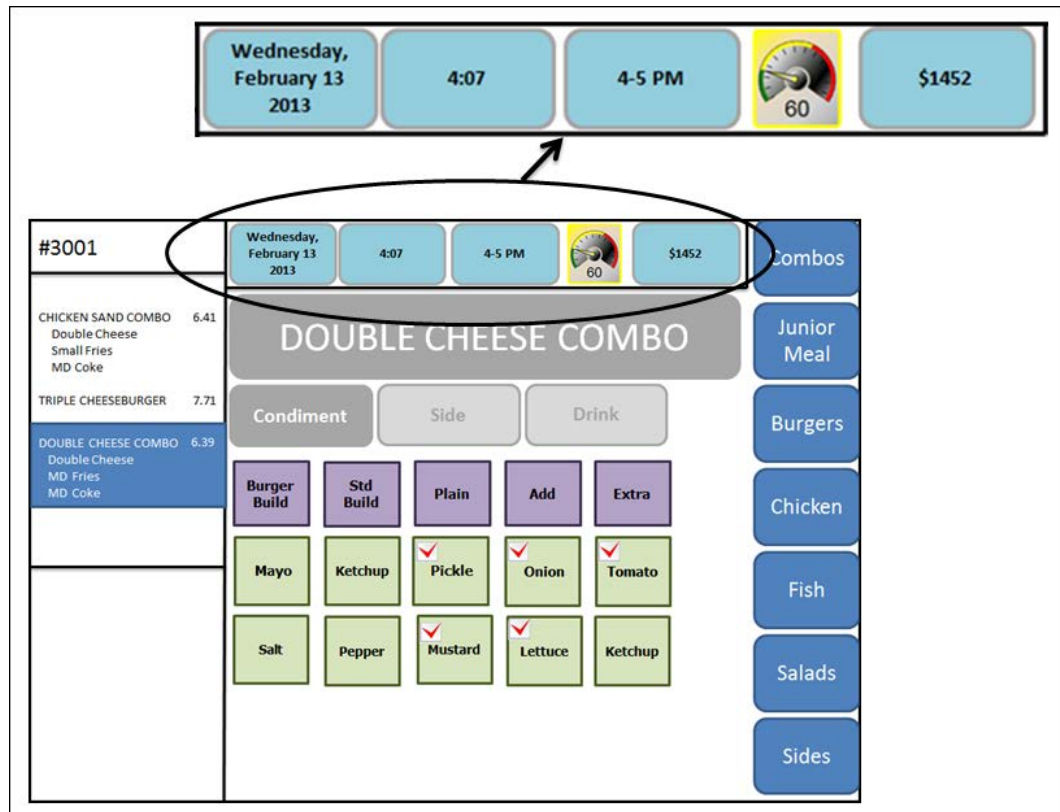 Wednesday,
February 13
2013
4:07
4-5 PM
60
$1452
#3001
Wednesday,
February 13
2013
4:07
4-5 PM
60
$1452
Combos
CHICKEN SAND COMBO 6.41
Double Cheese
Small Fries
MD Coke
TRIPLE CHEESEBURGER 7.71
DOUBLE CHEESE COMBO 6.39
Double Cheese
MD Fries
MD Coke
DOUBLE CHEESE COMBO
Condiment
Side
Drink
Burger
Build
Std
Build
Plain
Add
Extra
Mayo
Ketchup
Pickle
Onion
Tomato
Salt
Pepper
Mustard
Lettuce
Ketchup
Junior
Meal
Burgers
Chicken
Fish
Salads
Sides